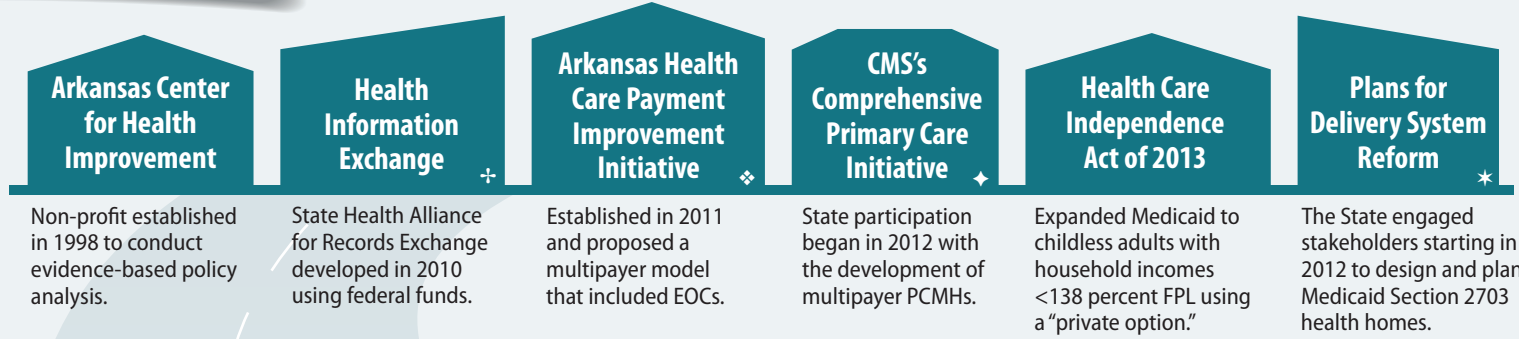 Arkansas Center
for Health
Improvement
Non-profit established
in 1998 to conduct
evidence-based policy
analysis.
Health
Information
Exchange
State Health Alliance
for Records Exchange
developed in 2010
using federal funds.
Arkansas Health
Care Payment
Improvement
Initiative
Established in 2011
and proposed a
multipayer model
that included EOCs.
CMS's
Comprehensive
Primary Care
Initiative
State participation
began in 2012 with
the development of
multipayer PCMHs.
Health Care
Independence
Act of 2013
Expanded Medicaid to
childless adults with
household incomes
<138 percent FPL using
a “private option.”
Plans for
Delivery System
Reform
The State engaged
stakeholders starting in
2012 to design and plan
Medicaid Section 2703
health homes.